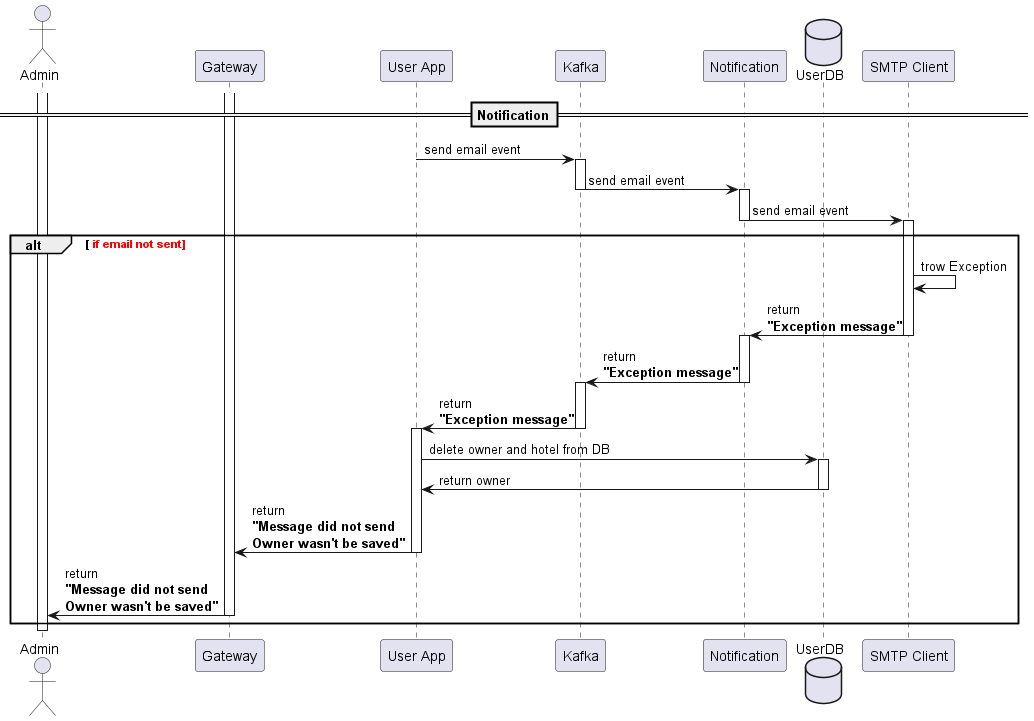 Admin
Gateway
User App
Kafka
Notification
UserDB
SMTP Client
Notification
send email event
send email event
send email event
alt
[ if email not sent]
trow Exception
return
"Exception message"
return
"Exception message"
return
"Exception message"
delete owner and hotel from DB
return owner
return
"Message did not send
Owner wasn't be saved"
return
"Message did not send
Owner wasn't be saved"
Admin
Gateway
User App
Kafka
Notification
UserDB
SMTP Client